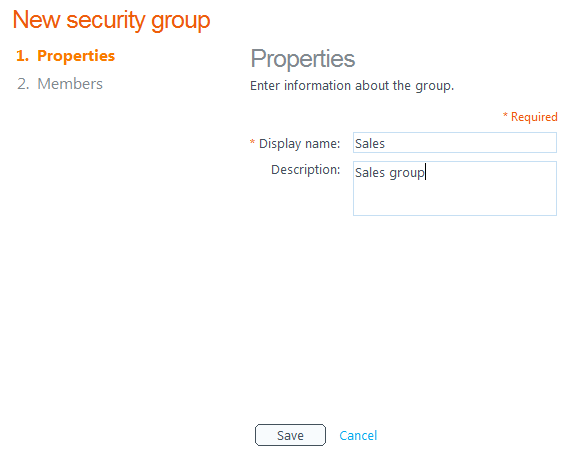 New security group
1. Properties
2. Members
Properties
Enter information about the group.
* Required
* Display name: Sales
Description: Sales group
Save Cancel